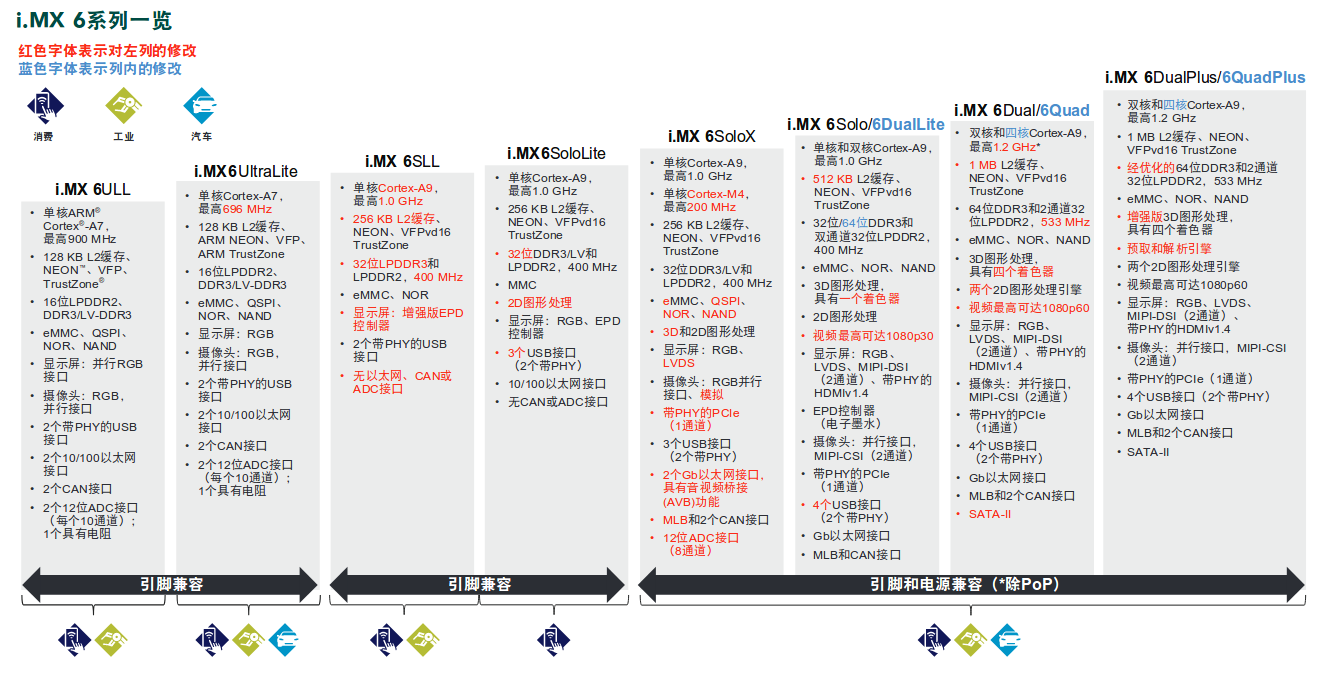 i.MX 6系列一览
红色字体表示对左列的修改
蓝色字体表示列内的修改
消费
工业
汽车
i.MX 6ULL
• 单核ARM®
Cortex®-A7,
最高900 MHz
• 128 KB L2缓存、
NEON™、VFP、
TrustZone®
• 16位LPDDR2、
DDR3/LV-DDR3
• eMMC、QSPI、
NOR、NAND
• 显示屏：并行RGB
接口
• 摄像头：RGB，
并行接口
• 2个带PHY的USB
接口
• 2个10/100以太网
接口
• 2个CAN接口
• 2个12位ADC接口
（每个10通道）;
1个具有电阻
i.MX6UltraLite
• 单核Cortex-A7,
最高696 MHz
• 128 KB L2缓存、
ARM NEON、VFP、
ARM TrustZone
• 16位LPDDR2、
DDR3/LV-DDR3
• eMMC、QSPI、
NOR、NAND
• 显示屏：RGB
• 摄像头：RGB，
并行接口
• 2个带PHY的USB
接口
• 2个10/100以太网
接口
• 2个CAN接口
• 2个12位ADC接口
（每个10通道）;
1个具有电阻
i.MX 6SLL
• 单核Cortex-A9,
最高1.0 GHz
• 256 KB L2缓存、
NEON、VFPvd16
TrustZone
• 32位LPDDR3和
LPDDR2，400 MHz
• eMMC、NOR
• 显示屏：增强版EPD
控制器
• 2个带PHY的USB
接口
• 无以太网、CAN或
ADC接口
i.MX6SoloLite
• 单核Cortex-A9,
最高1.0 GHz
• 256 KB L2缓存、
NEON、VFPvd16
TrustZone
• 32位DDR3/LV和
LPDDR2，400 MHz
• MMC
• 2D图形处理
• 显示屏：RGB、EPD
控制器
• 3个USB接口
（2个带PHY）
• 10/100以太网接口
• 无CAN或ADC接口
i.MX 6SoloX
• 单核Cortex-A9,
最高1.0 GHz
• 单核Cortex-M4,
最高200 MHz
• 256 KB L2缓存、
NEON、VFPvd16
TrustZone
• 32位DDR3/LV和
LPDDR2，400 MHz
• eMMC、QSPI、
NOR、NAND
• 3D和2D图形处理
• 显示屏：RGB、
LVDS
• 摄像头：RGB并行
接口、模拟
• 带PHY的PCIe
（1通道）
• 3个USB接口
（2个带PHY）
• 2个Gb以太网接口，
具有音视频桥接
(AVB)功能
• MLB和2个CAN接口
• 12位ADC接口
（8通道）
i.MX 6Solo/6DualLite
• 单核和双核Cortex-A9,
最高1.0 GHz
• 512 KB L2缓存、
NEON、VFPvd16
TrustZone
• 32位/64位DDR3和
双通道32位LPDDR2，
400 MHz
• eMMC、NOR、NAND
• 3D图形处理，
具有一个着色器
• 2D图形处理
• 视频最高可达1080p30
• 显示屏：RGB、
LVDS、MIPI-DSI
（2通道）、带PHY的
HDMIv1.4
• EPD控制器
（电子墨水）
• 摄像头：并行接口，
MIPI-CSI（2通道）
• 带PHY的PCIe
（1通道）
• 4个USB接口
（2个带PHY）
• Gb以太网接口
• MLB和CAN接口
i.MX 6Dual/6Quad
• 双核和四核Cortex-A9,
最高1.2 GHz*
• 1 MB L2缓存、
NEON、VFPvd16
TrustZone
• 64位DDR3和2通道32
位LPDDR2，533 MHz
• eMMC、NOR、NAND
• 3D图形处理，
具有四个着色器
• 两个2D图形处理引擎
• 视频最高可达1080p60
• 显示屏：RGB、
LVDS、MIPI-DSI
（2通道）、带PHY的
HDMIv1.4
• 摄像头：并行接口，
MIPI-CSI（2通道）
• 带PHY的PCIe
（1通道）
• 4个USB接口
（2个带PHY）
• Gb以太网接口
• MLB和2个CAN接口
• SATA-II
i.MX 6DualPlus/6QuadPlus
• 双核和四核Cortex-A9,
最高1.2 GHz
• 1 MB L2缓存、NEON、
VFPvd16 TrustZone
• 经优化的64位DDR3和2通道
32位LPDDR2，533 MHz
• eMMC、NOR、NAND
• 增强版3D图形处理，
具有四个着色器
• 预取和解析引擎
• 两个2D图形处理引擎
• 视频最高可达1080p60
• 显示屏：RGB、LVDS、
MIPI-DSI（2通道）、
带PHY的HDMIv1.4
• 摄像头：并行接口，MIPI-CSI
（2通道）
• 带PHY的PCIe（1通道）
• 4个USB接口（2个带PHY）
• Gb以太网接口
• MLB和2个CAN接口
• SATA-II
引脚兼容
引脚兼容
引脚和电源兼容（*除PoP）